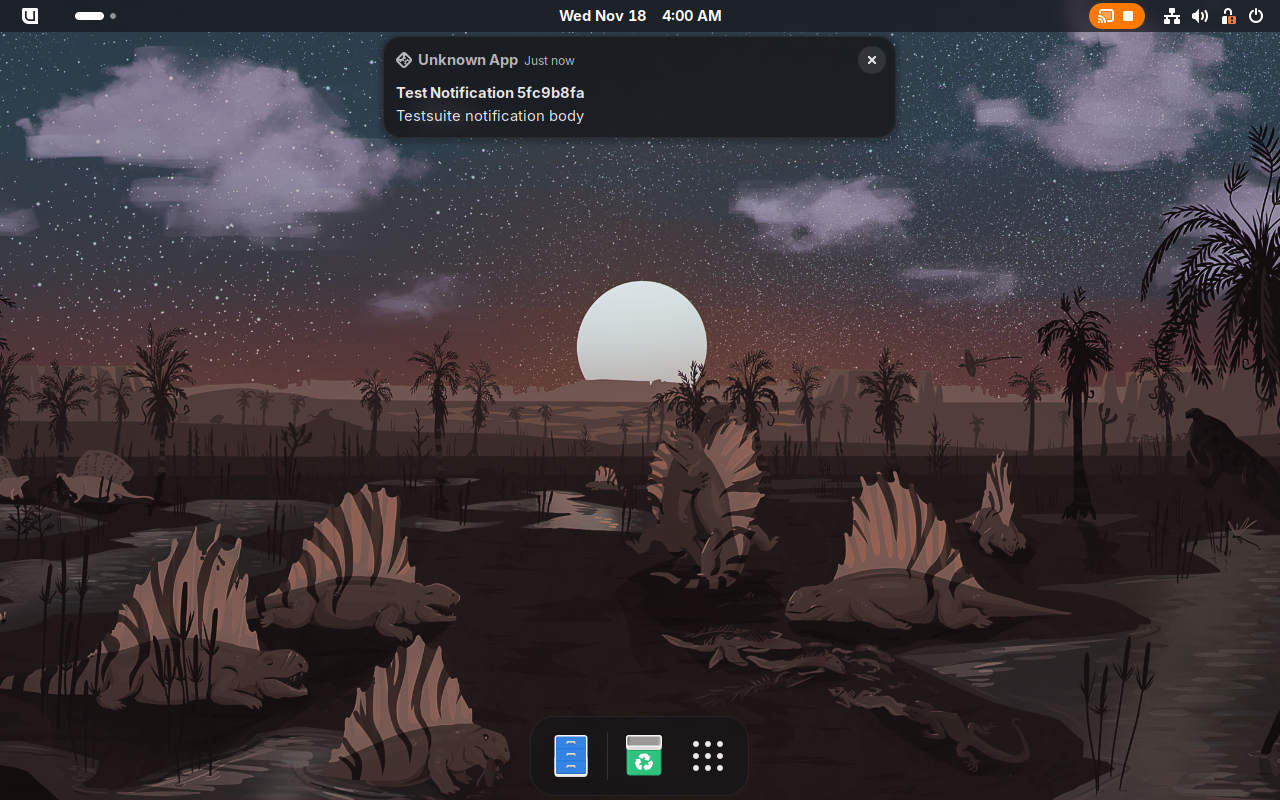 Wed Nov 18 4:00 AM
Unknown App Just now
Test Notification 5fc9b8fa
Testsuite notification body